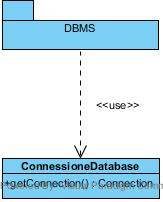 DBMS
<<use>>
ConnessioneDatabase
+getConnection() : Connection